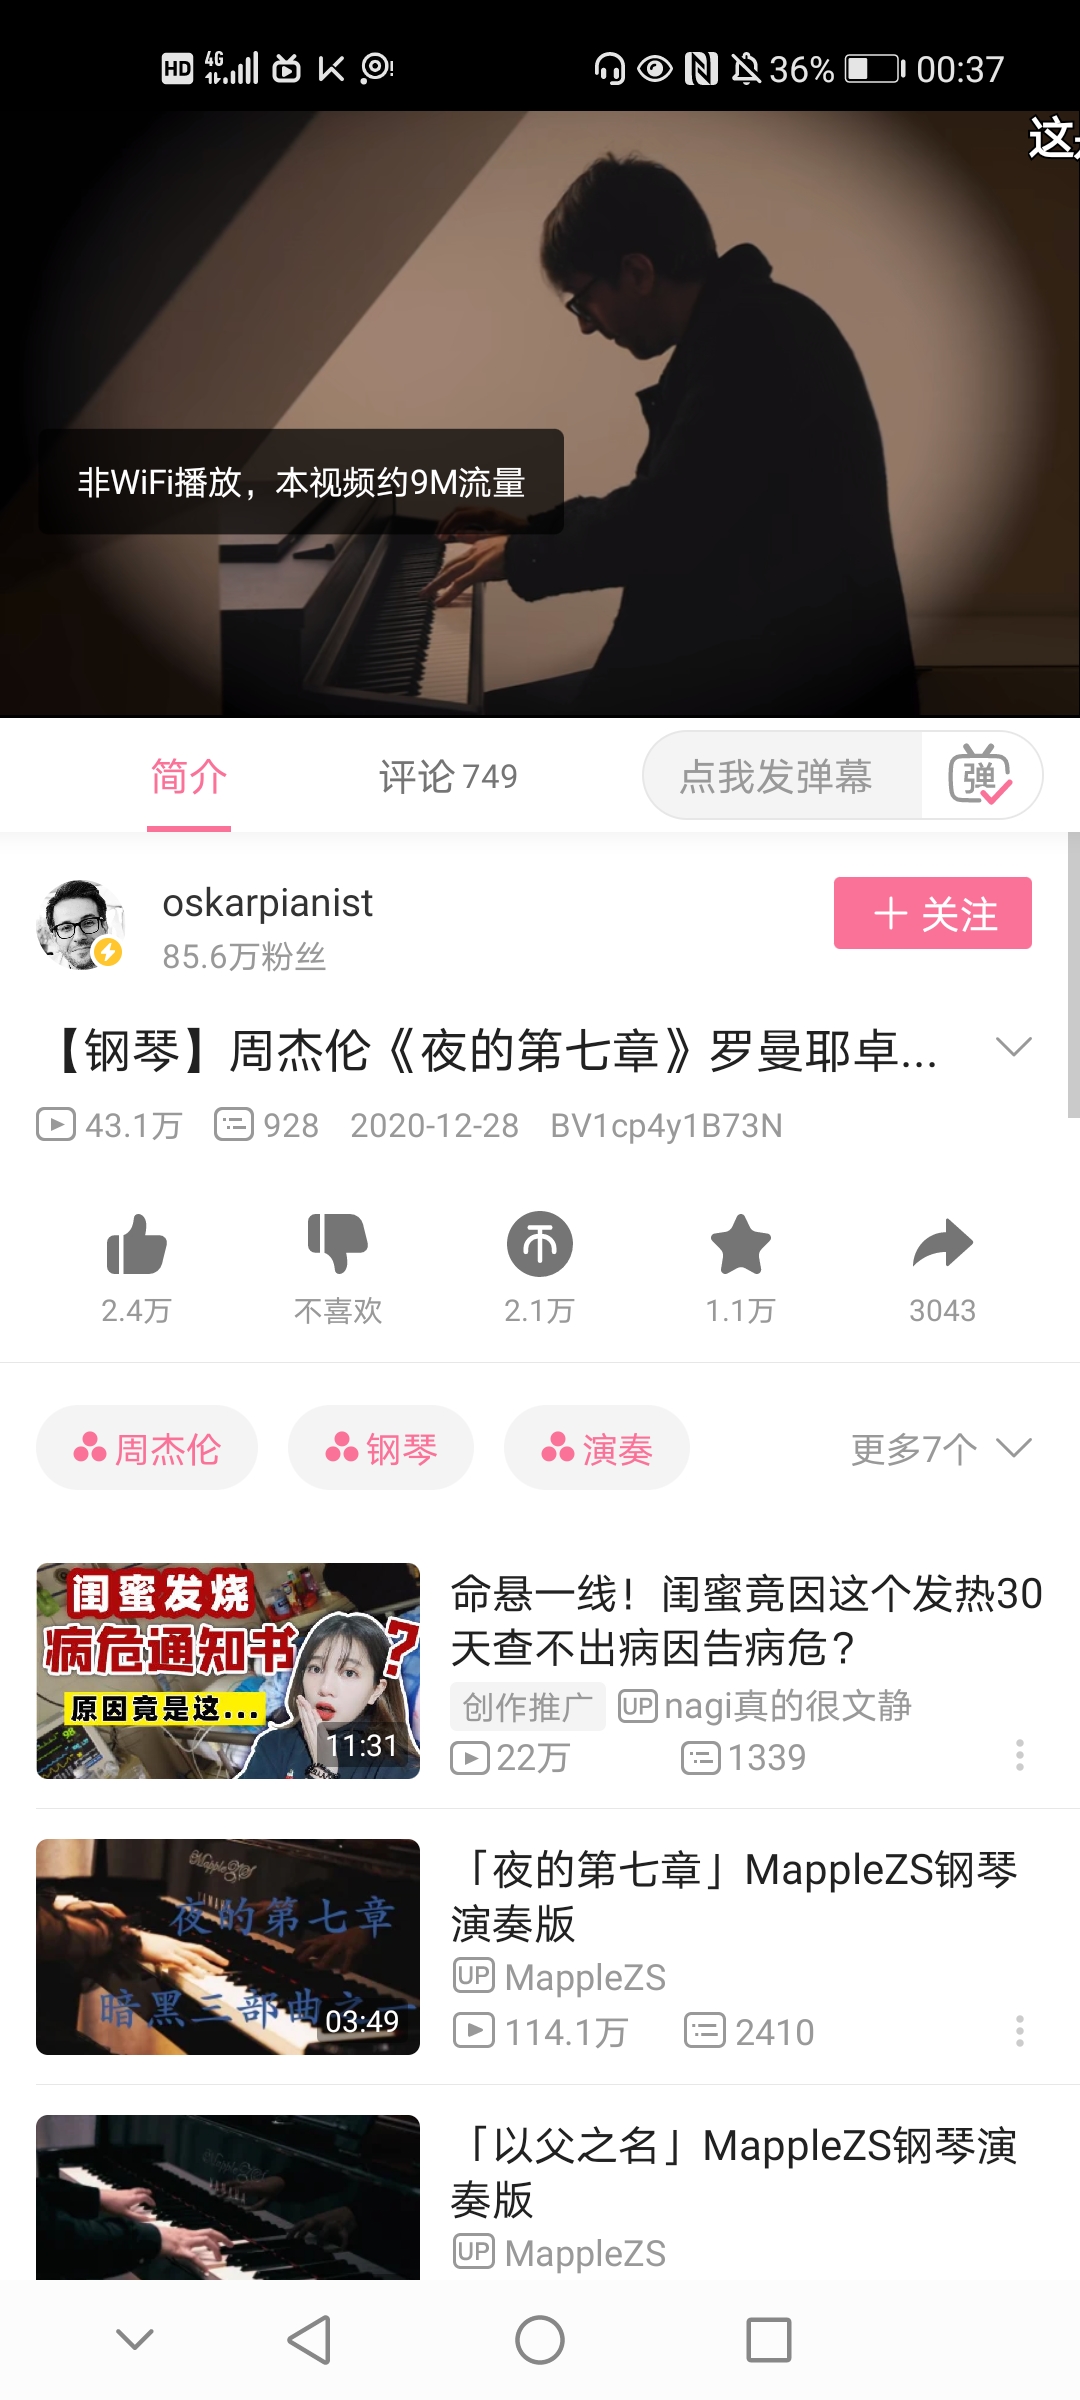 HD 4G 36% 00:37
这
非WiFi播放，本视频约9M流量
简介 评论 749 点我发弹幕 弹
oskarpianist
85.6万粉丝
关注
【钢琴】周杰伦《夜的第七章》罗曼耶卓...
43.1万 928 2020-12-28 BV1cp4y1B73N
2.4万 不喜欢 2.1万 1.1万 3043
周杰伦 钢琴 演奏 更多7个
闺蜜发烧
病危通知书?
原因竟是这...
11:31
命悬一线！闺蜜竟因这个发热30
天查不出病因告病危？
创作推广 UP nagi真的很文静
22万 1339
夜的第七章
暗黑三部曲之一
03:49
「夜的第七章」MappleZS钢琴
演奏版
UP MappleZS
114.1万 2410
「以父之名」MappleZS钢琴演
奏版
UP MappleZS